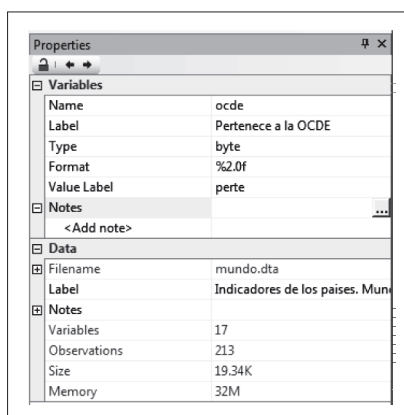 Properties
Variables
Name ocde
Label Pertenece a la OCDE
Type byte
Format %2.0f
Value Label perte
Notes ...
<Add note>
Data
Filename mundo.dta
Label Indicadores de los paises. Mun
Notes
Variables 17
Observations 213
Size 19.34K
Memory 32M